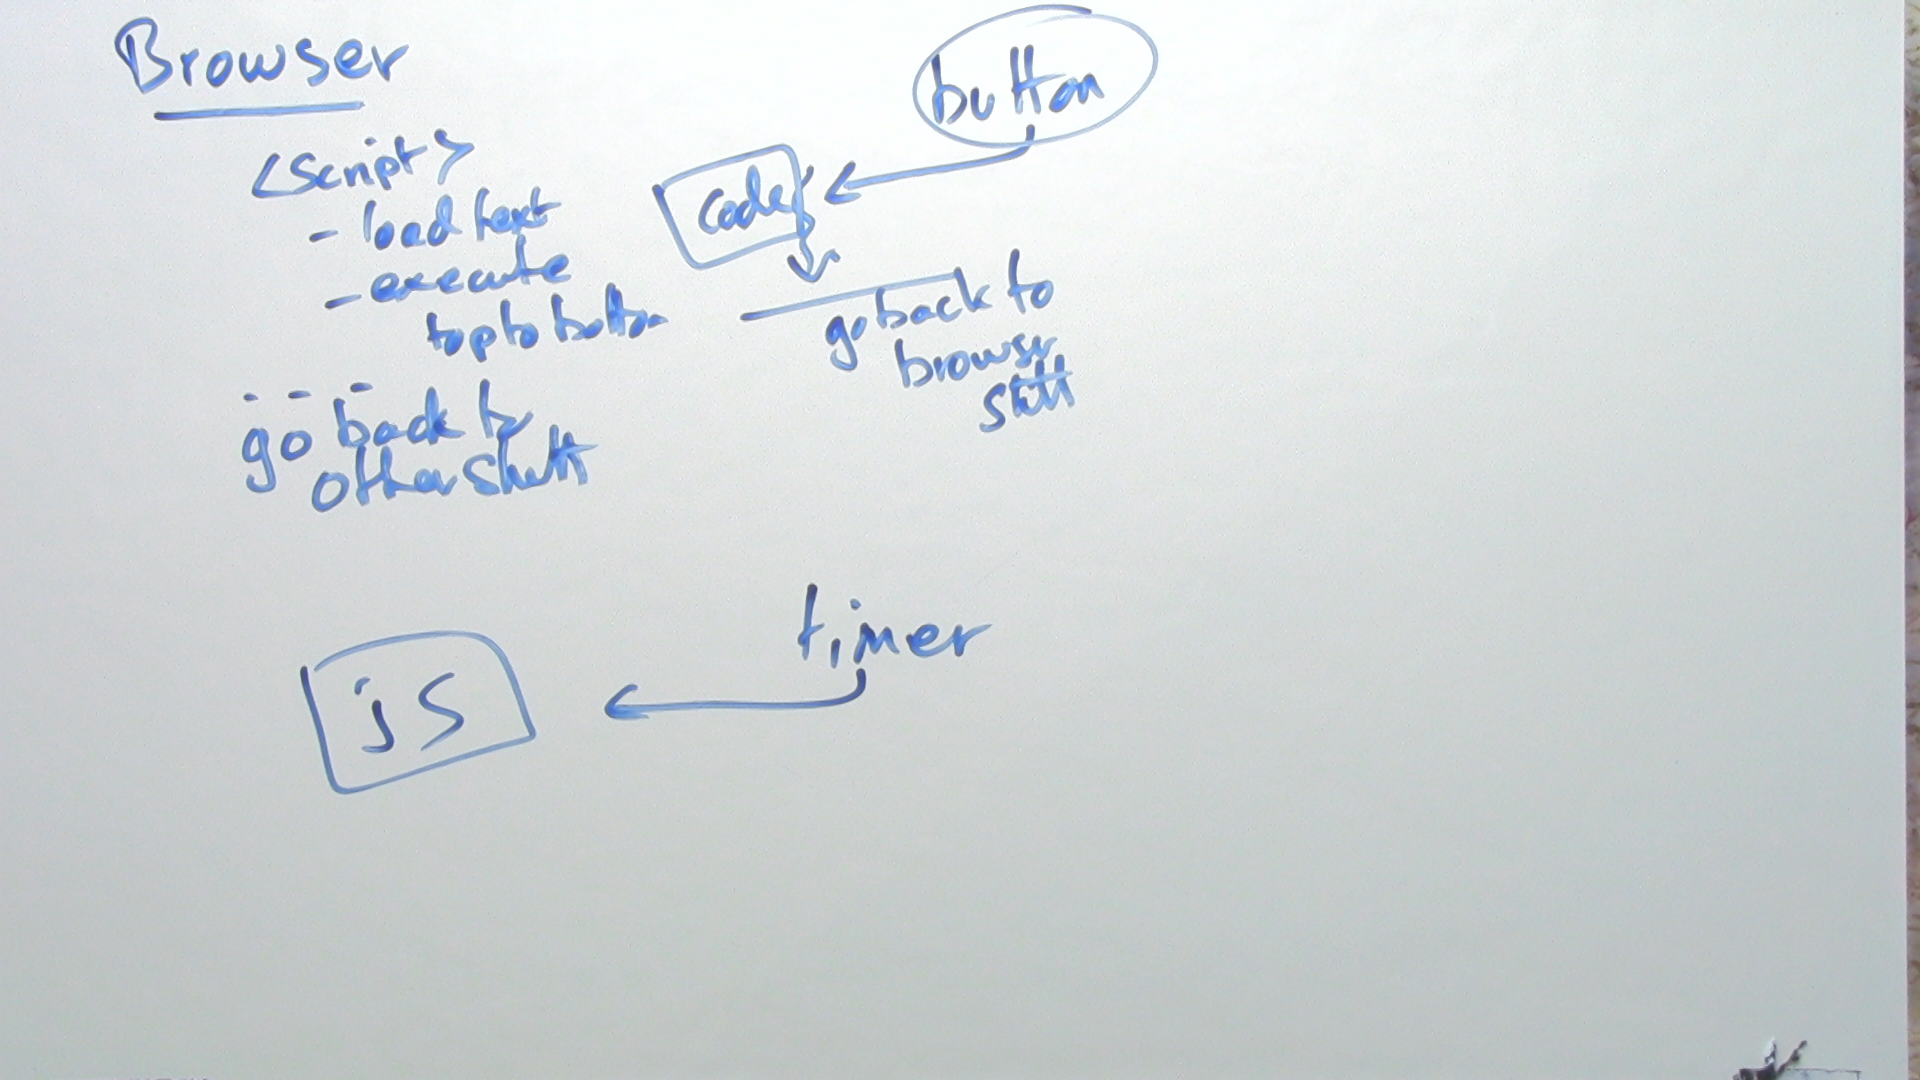 Browser
<script>
- load text
- execute
top to bottom
- - -
go back to
other stuff
button
code
go back to
browser
stuff
timer
js